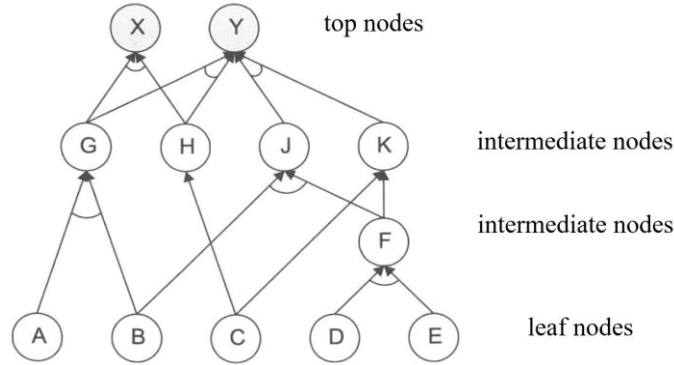 X Y top nodes
G H J K intermediate nodes
F intermediate nodes
A B C D E leaf nodes